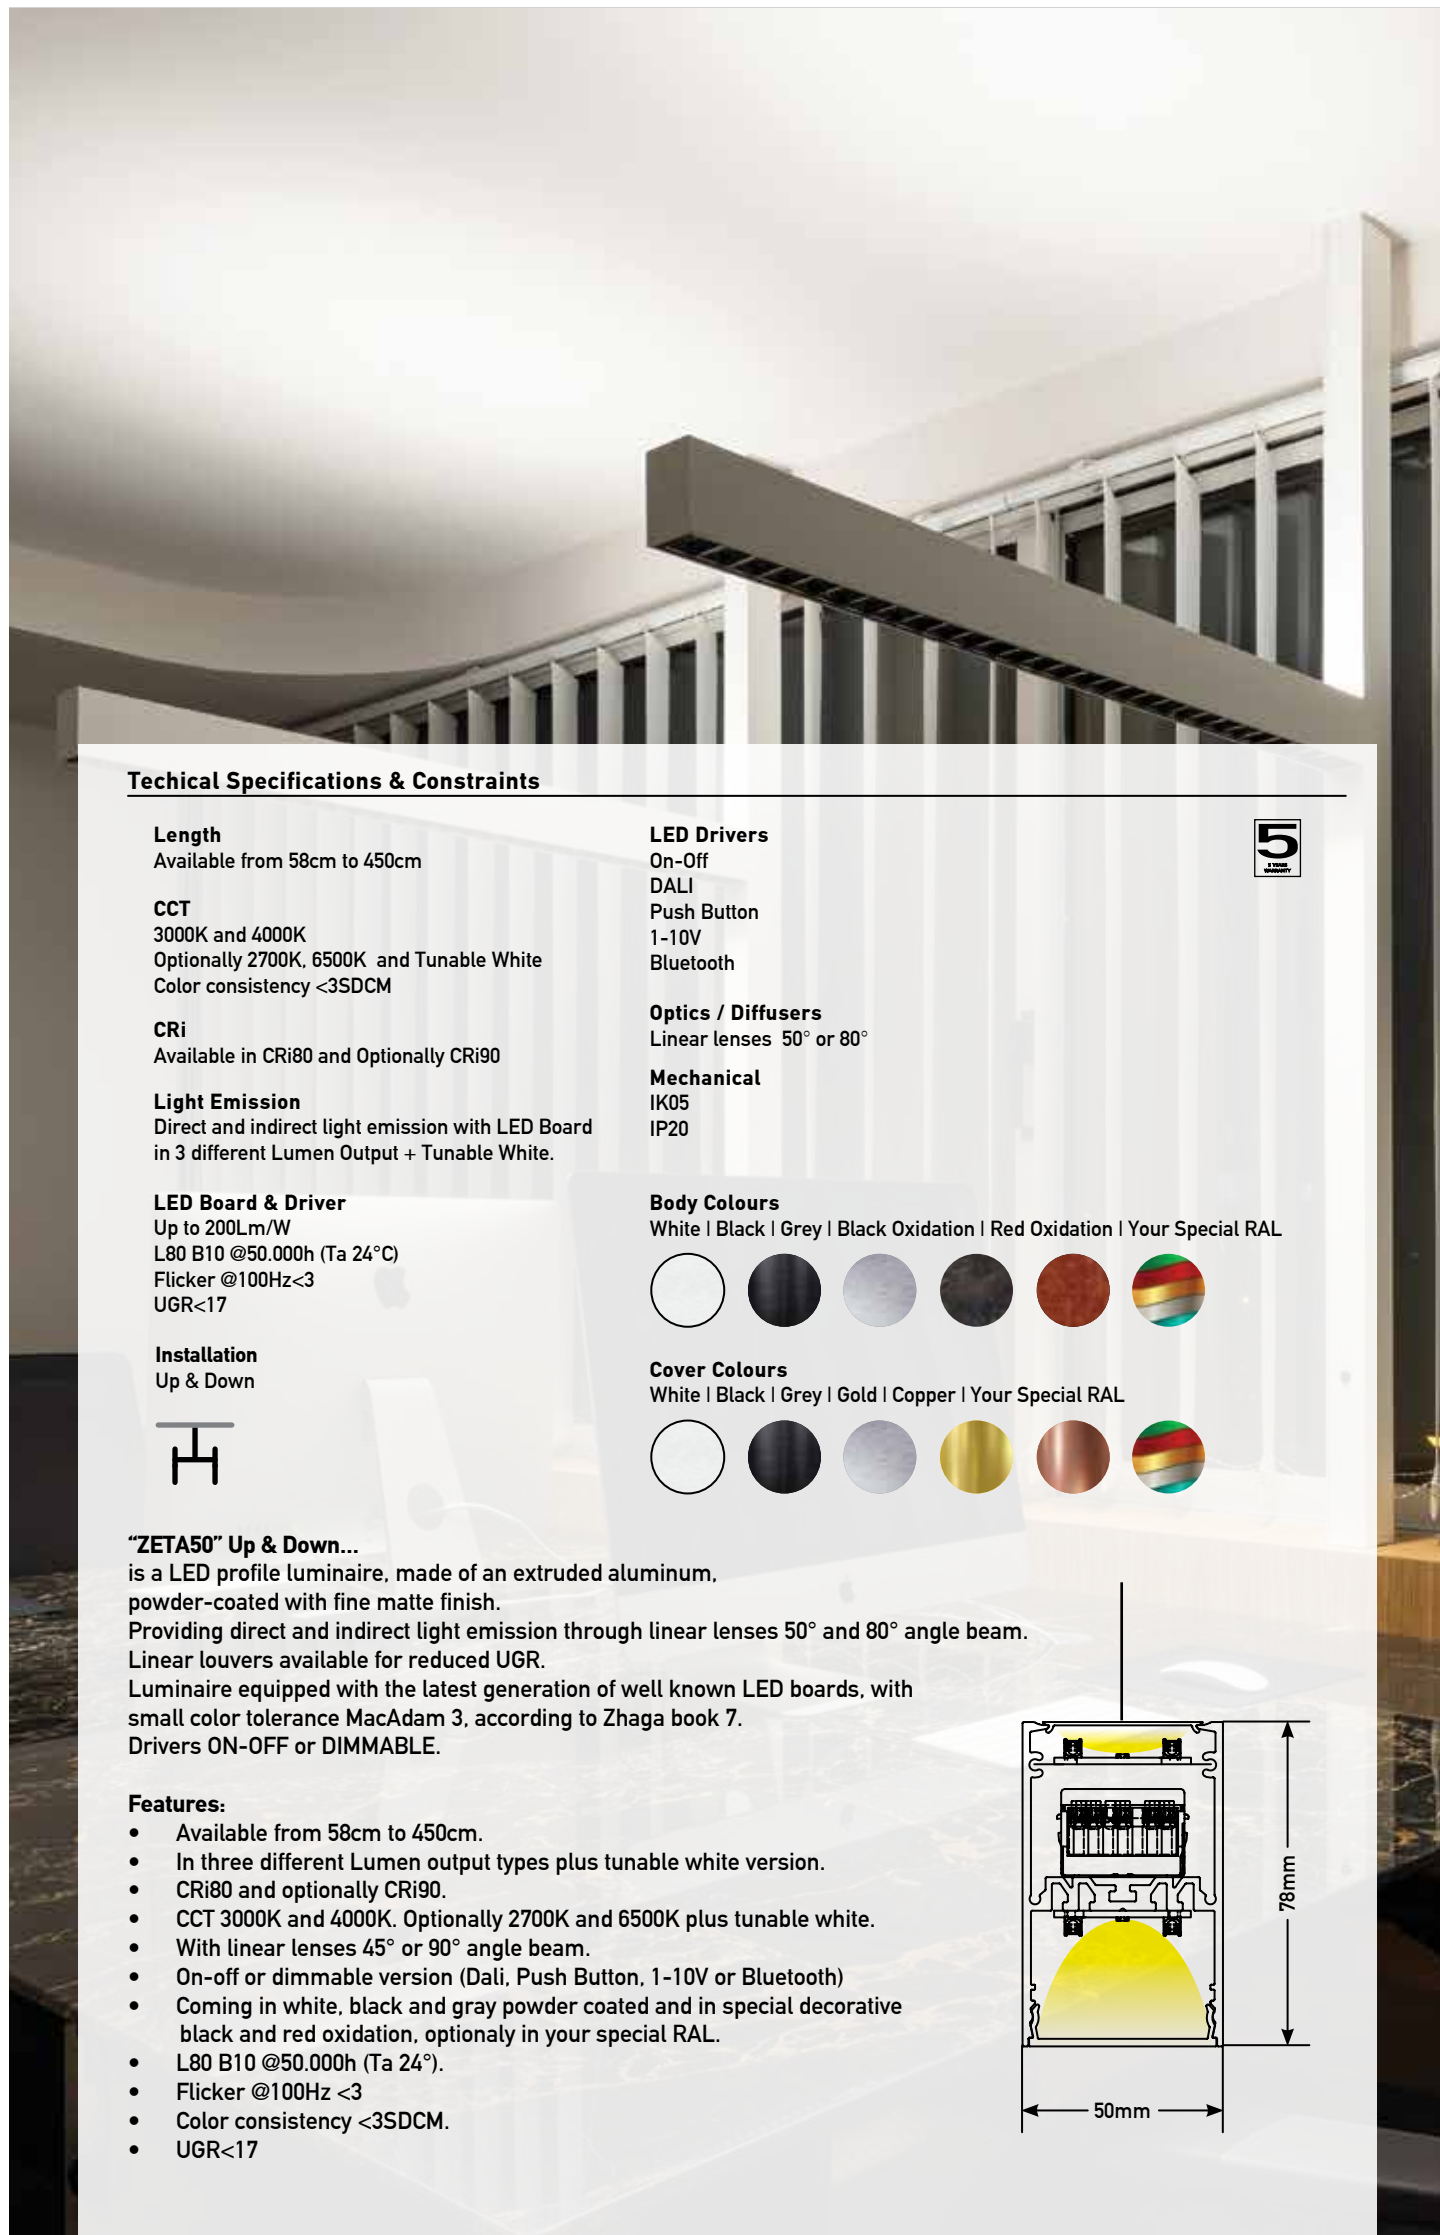 Techical Specifications & Constraints
Length
Available from 58cm to 450cm
CCT
3000K and 4000K
Optionally 2700K, 6500K and Tunable White
Color consistency <3SDCM
CRi
Available in CRi80 and Optionally CRi90
Light Emission
Direct and indirect light emission with LED Board
in 3 different Lumen Output + Tunable White.
LED Board & Driver
Up to 200Lm/W
L80 B10 @50.000h (Ta 24°C)
Flicker @100Hz<3
UGR<17
Installation
Up & Down
LED Drivers
On-Off
DALI
Push Button
1-10V
Bluetooth
Optics / Diffusers
Linear lenses 50° or 80°
Mechanical
IK05
IP20
5
5 YEARS
WARRANTY
Body Colours
White | Black | Grey | Black Oxidation | Red Oxidation | Your Special RAL
Cover Colours
White | Black | Grey | Gold | Copper | Your Special RAL
“ZETA50” Up & Down...
is a LED profile luminaire, made of an extruded aluminum,
powder-coated with fine matte finish.
Providing direct and indirect light emission through linear lenses 50° and 80° angle beam.
Linear louvers available for reduced UGR.
Luminaire equipped with the latest generation of well known LED boards, with
small color tolerance MacAdam 3, according to Zhaga book 7.
Drivers ON-OFF or DIMMABLE.
Features:
• Available from 58cm to 450cm.
• In three different Lumen output types plus tunable white version.
• CRi80 and optionally CRi90.
• CCT 3000K and 4000K. Optionally 2700K and 6500K plus tunable white.
• With linear lenses 45° or 90° angle beam.
• On-off or dimmable version (Dali, Push Button, 1-10V or Bluetooth)
• Coming in white, black and gray powder coated and in special decorative
black and red oxidation, optionaly in your special RAL.
• L80 B10 @50.000h (Ta 24°).
• Flicker @100Hz <3
• Color consistency <3SDCM.
• UGR<17
78mm
50mm